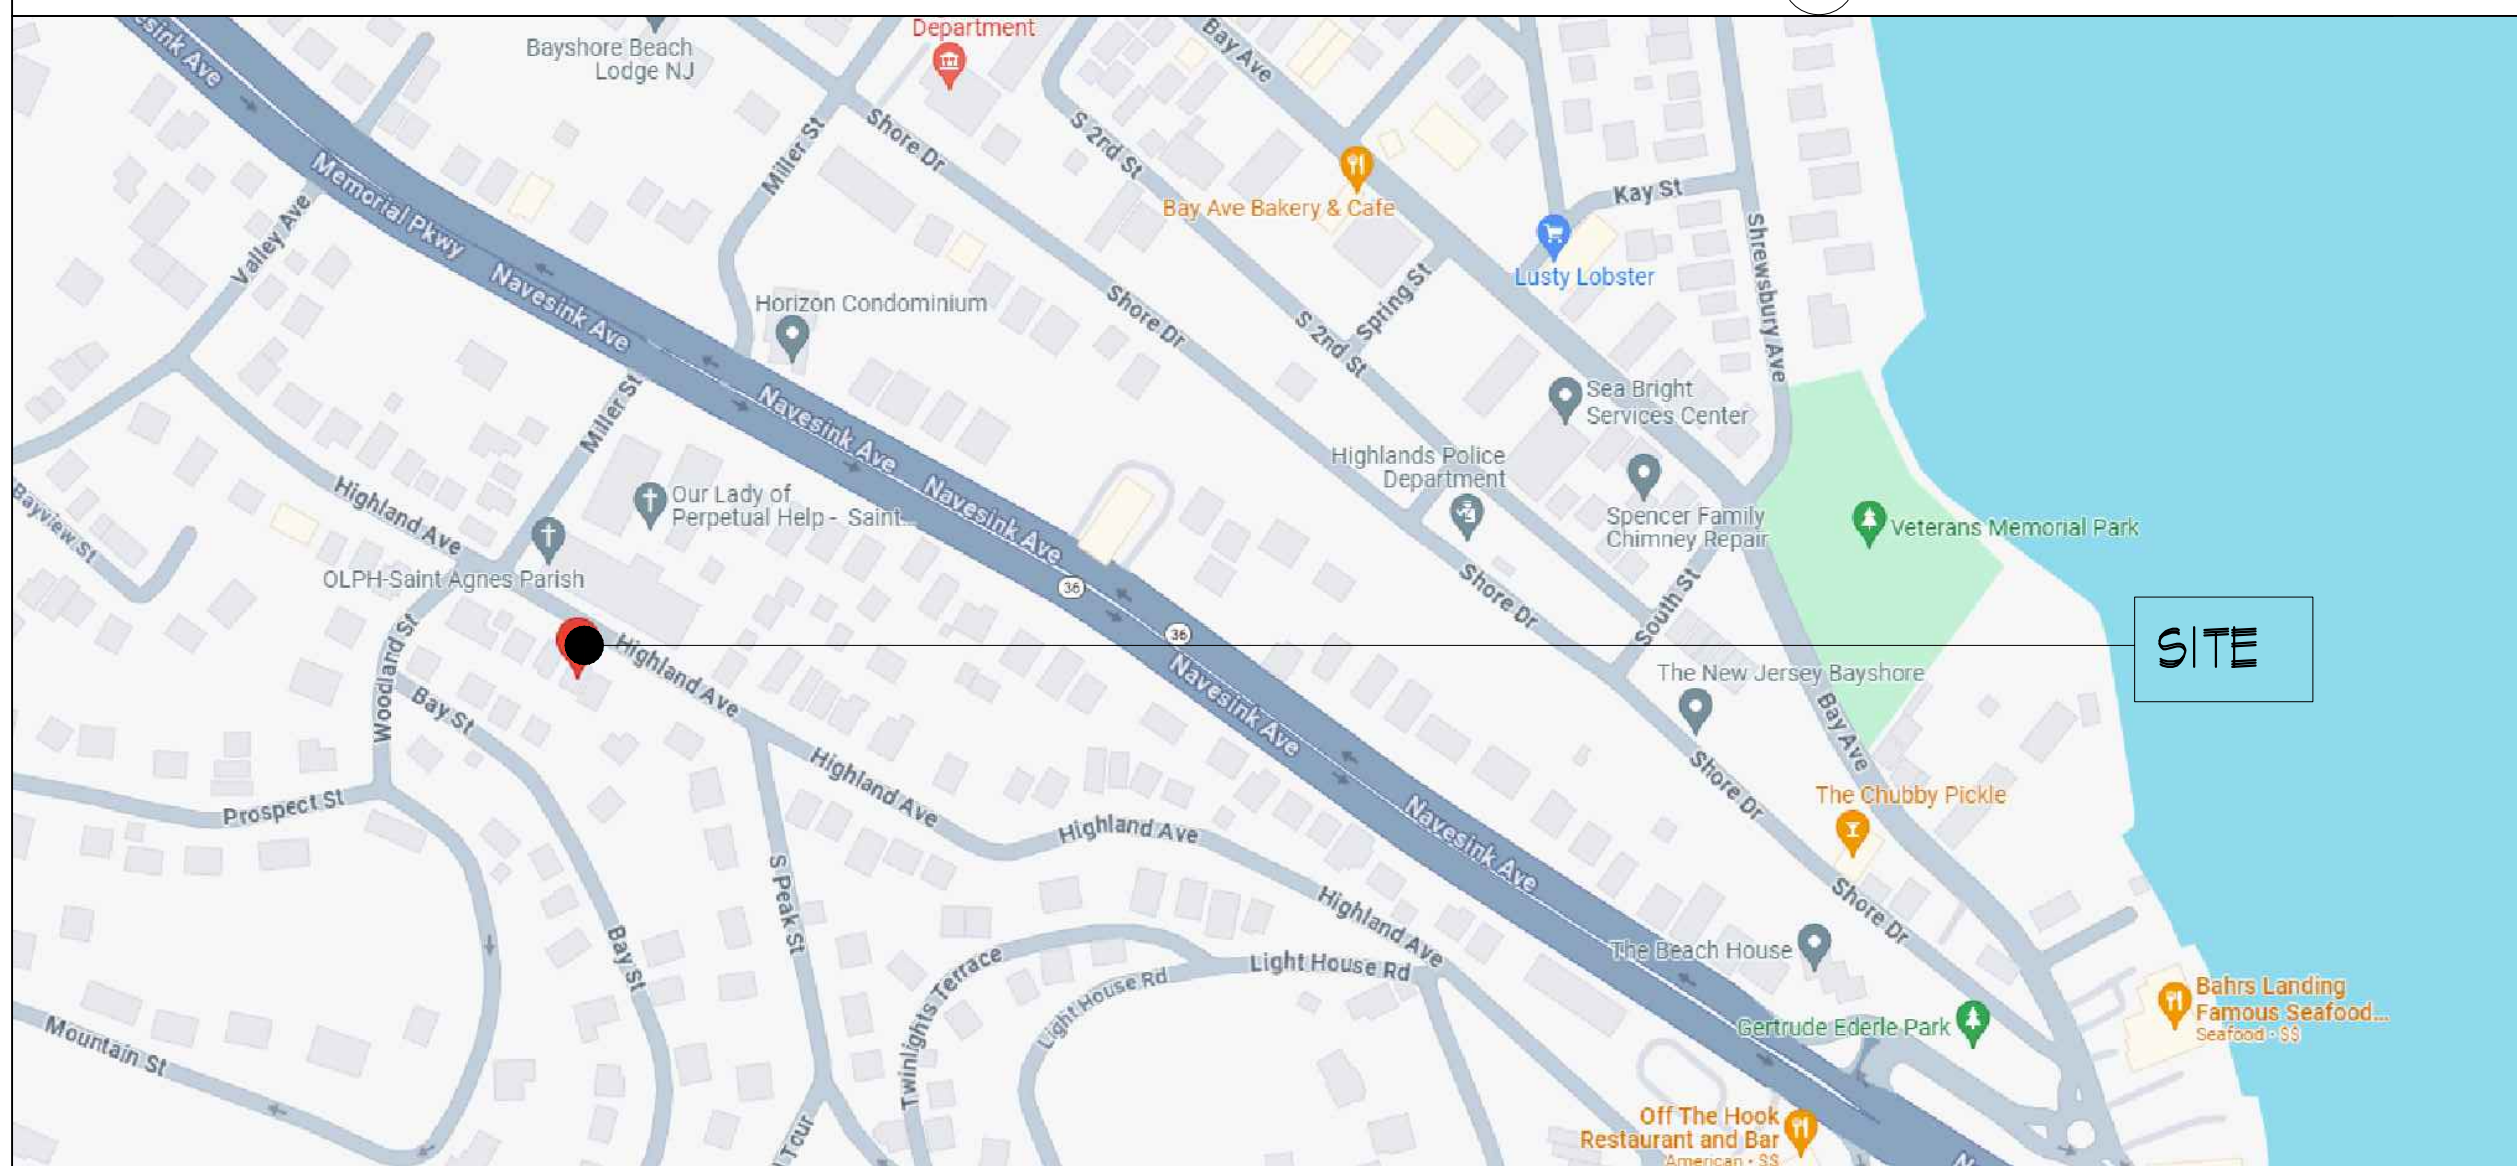 Department
Bayshore Beach
Lodge NJ
sink Ave
Bay Ave
Memorial Pkwy
Miller St
Shore Dr
S 2nd St
Bay Ave Bakery & Cafe
Kay St
Valley Ave
Navesink Ave
Lusty Lobster
Shrewsbury Ave
Horizon Condominium
Shore Dr
Spring St
S 2nd St
Miller St
Navesink Ave
Sea Bright
Services Center
Highlands Police
Department
Highland Ave
Our Lady of
Perpetual Help - Saint...
Navesink Ave
Bayview St
Spencer Family
Chimney Repair
Veterans Memorial Park
OLPH-Saint Agnes Parish
36
Shore Dr
South St
36
SITE
Woodland St
Highland Ave
Bay St
Navesink Ave
The New Jersey Bayshore
Bay Ave
Highland Ave
Shore Dr
The Chubby Pickle
Prospect St
Highland Ave
Navesink Ave
S Peak St
Highland Ave
Shore Dr
Bay St
The Beach House
Twinlights Terrace
Light House Rd
Light House Rd
Bahrs Landing
Famous Seafood...
Seafood · $$
Gertrude Ederle Park
Mountain St
Off The Hook
Restaurant and Bar
American · $$
Tour
N